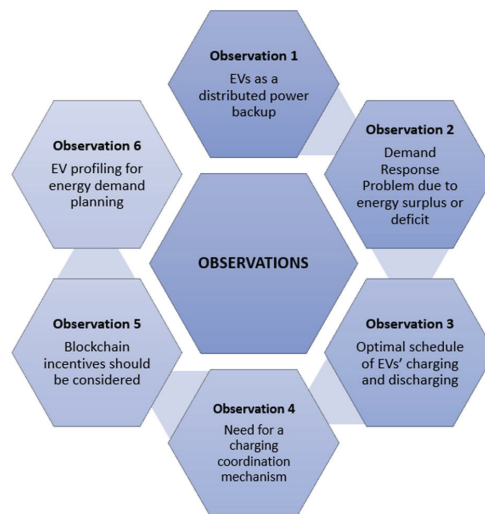 Observation 1
EVs as a
distributed power
backup
Observation 2
Demand
Response
Problem due to
energy surplus or
deficit
Observation 3
Optimal schedule
of EVs' charging
and discharging
Observation 4
Need for a
charging
coordination
mechanism
Observation 5
Blockchain
incentives should
be considered
Observation 6
EV profiling for
energy demand
planning
OBSERVATIONS